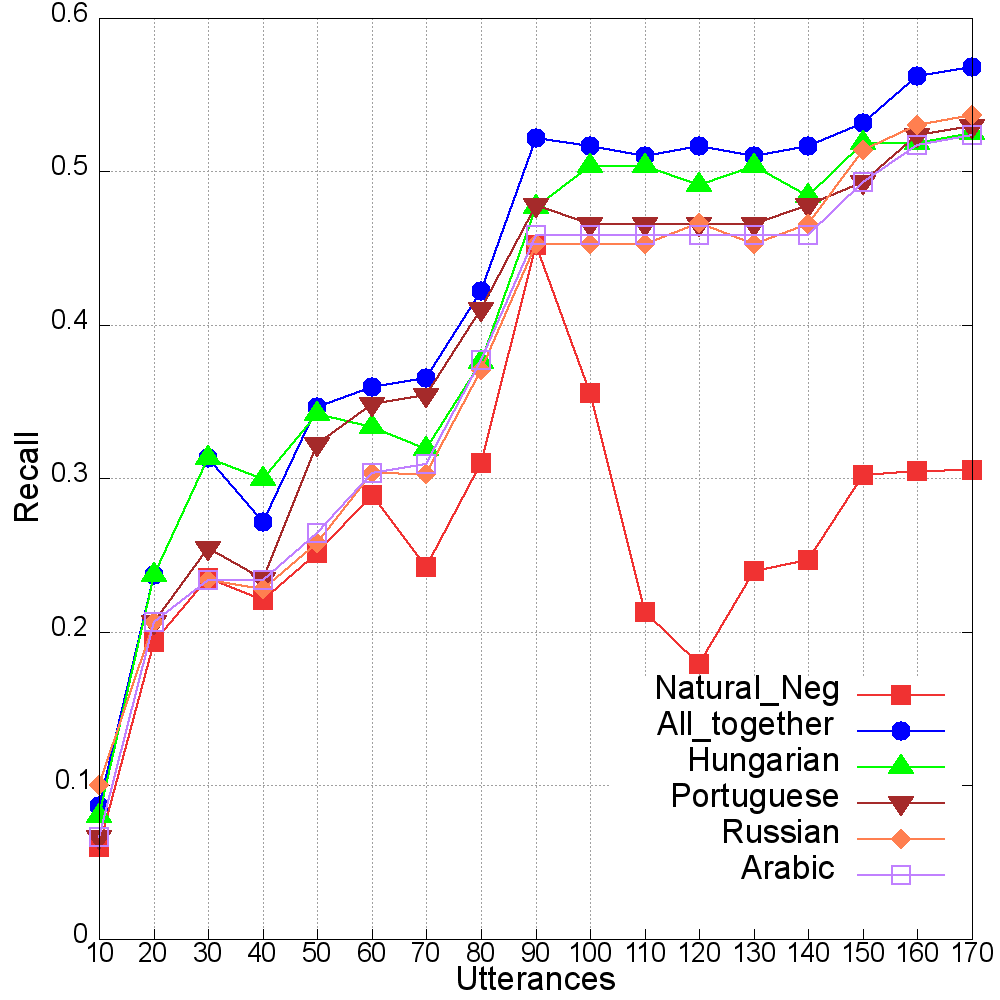 0.6
0.5
0.4
0.3
0.2
0.1
0
Recall
Natural_Neg
All_together
Hungarian
Portuguese
Russian
Arabic
10 20 30 40 50 60 70 80 90 100 110 120 130 140 150 160 170
Utterances